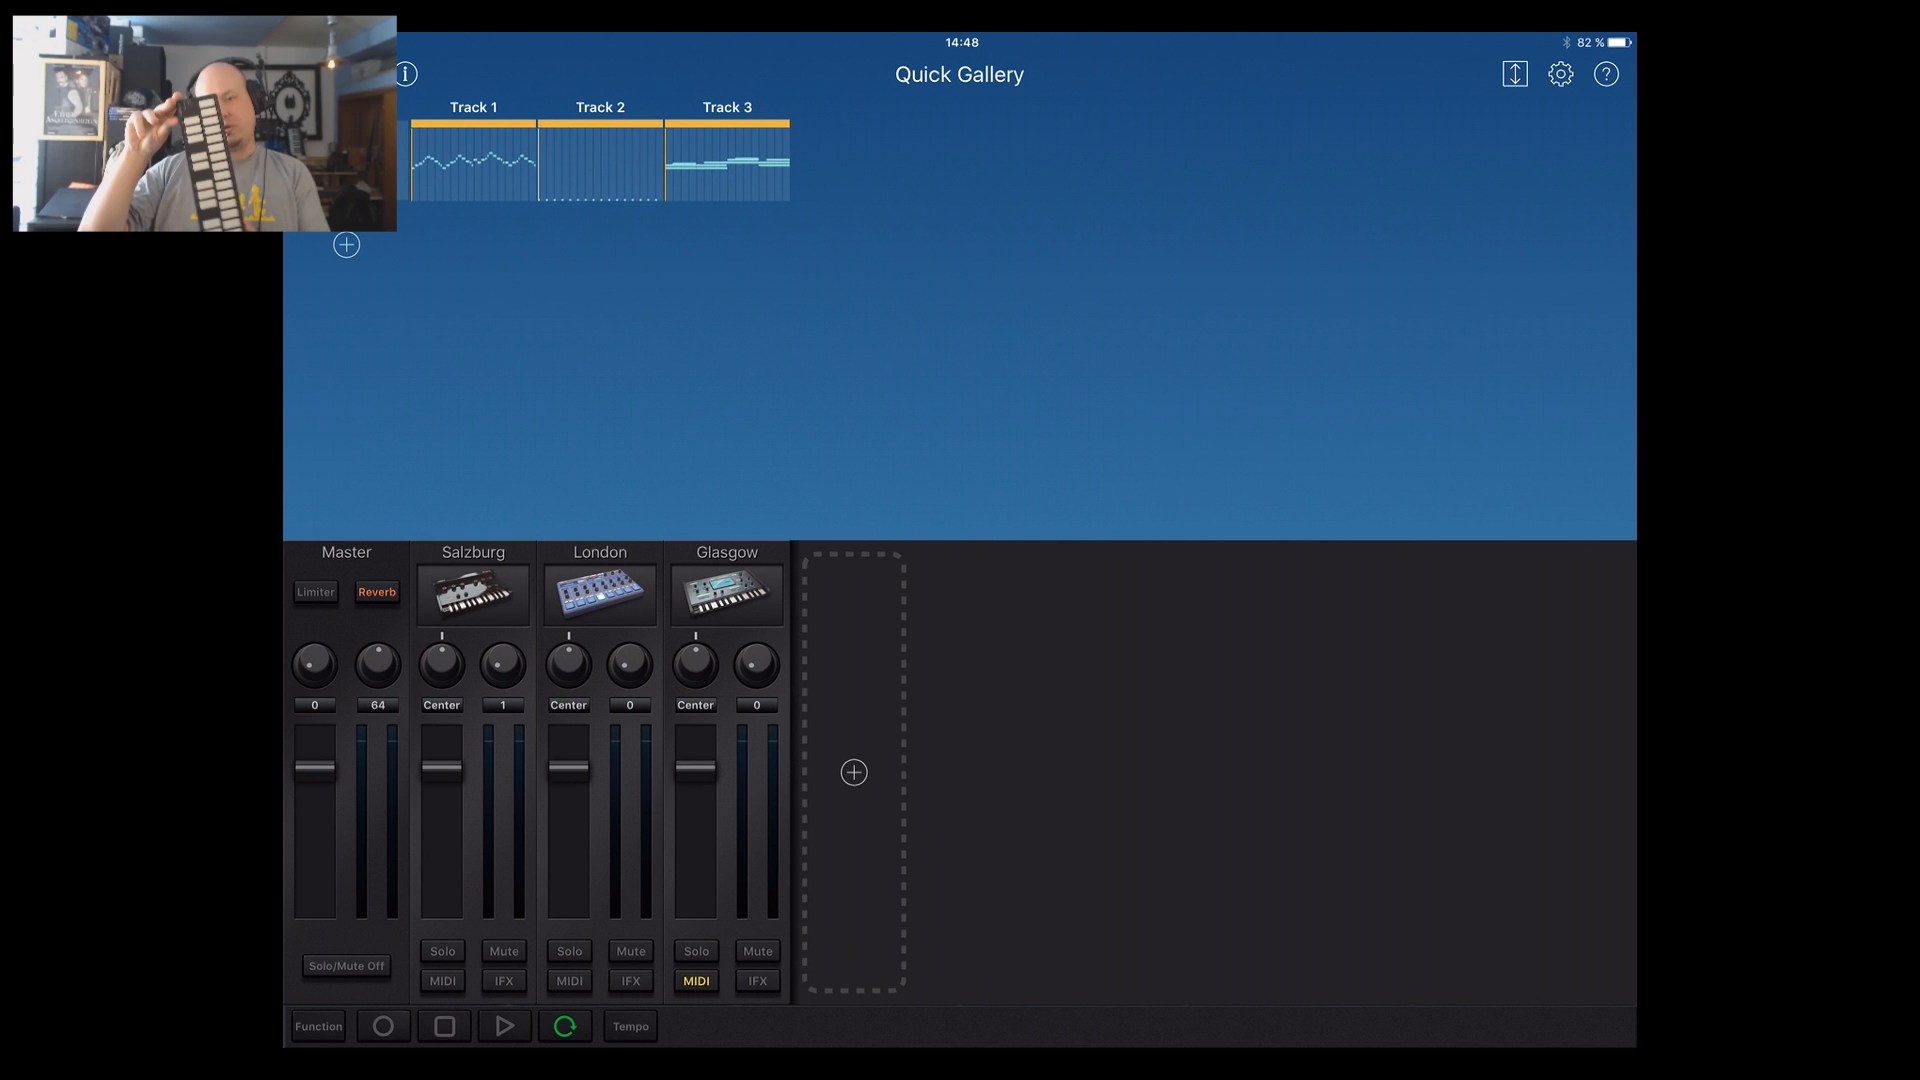 14:48
82 %
Quick Gallery
Track 1
Track 2
Track 3
Master
Salzburg
London
Glasgow
Limiter
Reverb
0
64
Center
1
Center
0
Center
0
Solo
Mute
Solo
Mute
Solo
Mute
Solo/Mute Off
MIDI
IFX
MIDI
IFX
MIDI
IFX
Function
Tempo